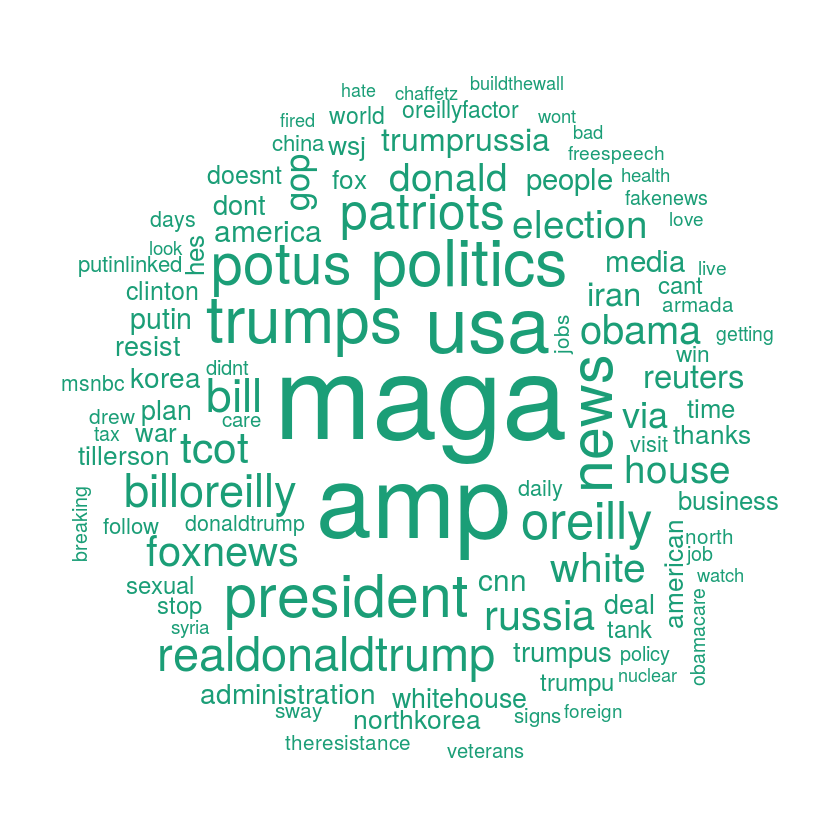 hate
chaffetz
buildthewall
fired
world
oreillyfactor
wont
china
wsj
trumprussia
bad
freespeech
doesnt
gop
fox
donald
people
health
fakenews
days
dont
patriots
election
love
look
hes
america
putinlinked
potus
politics
media
live
clinton
iran
cant
armada
putin
trumps
usa
jobs
obama
getting
resist
didnt
win
msnbc
korea
bill
maga
news
reuters
drew
plan
care
via
time
tax
war
tcot
visit
thanks
tillerson
house
billoreilly
amp
daily
business
breaking
follow
donaldtrump
oreilly
american
north
foxnews
job
sexual
president
cnn
white
watch
stop
russia
deal
obamacare
syria
tank
realdonaldtrump
trumpus
policy
nuclear
administration
whitehouse
trumpu
sway
northkorea
signs
foreign
theresistance
veterans